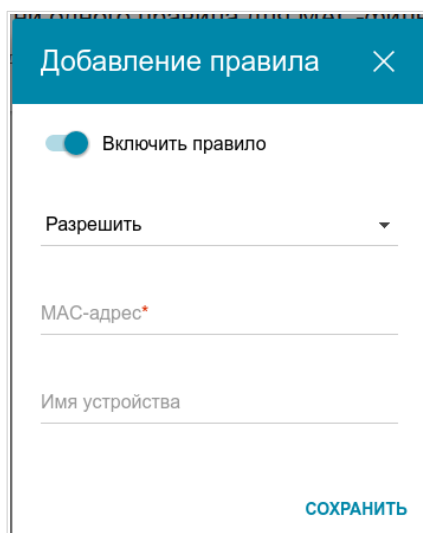 Добавление правила
Включить правило
Разрешить
MAC-адрес*
Имя устройства
СОХРАНИТЬ